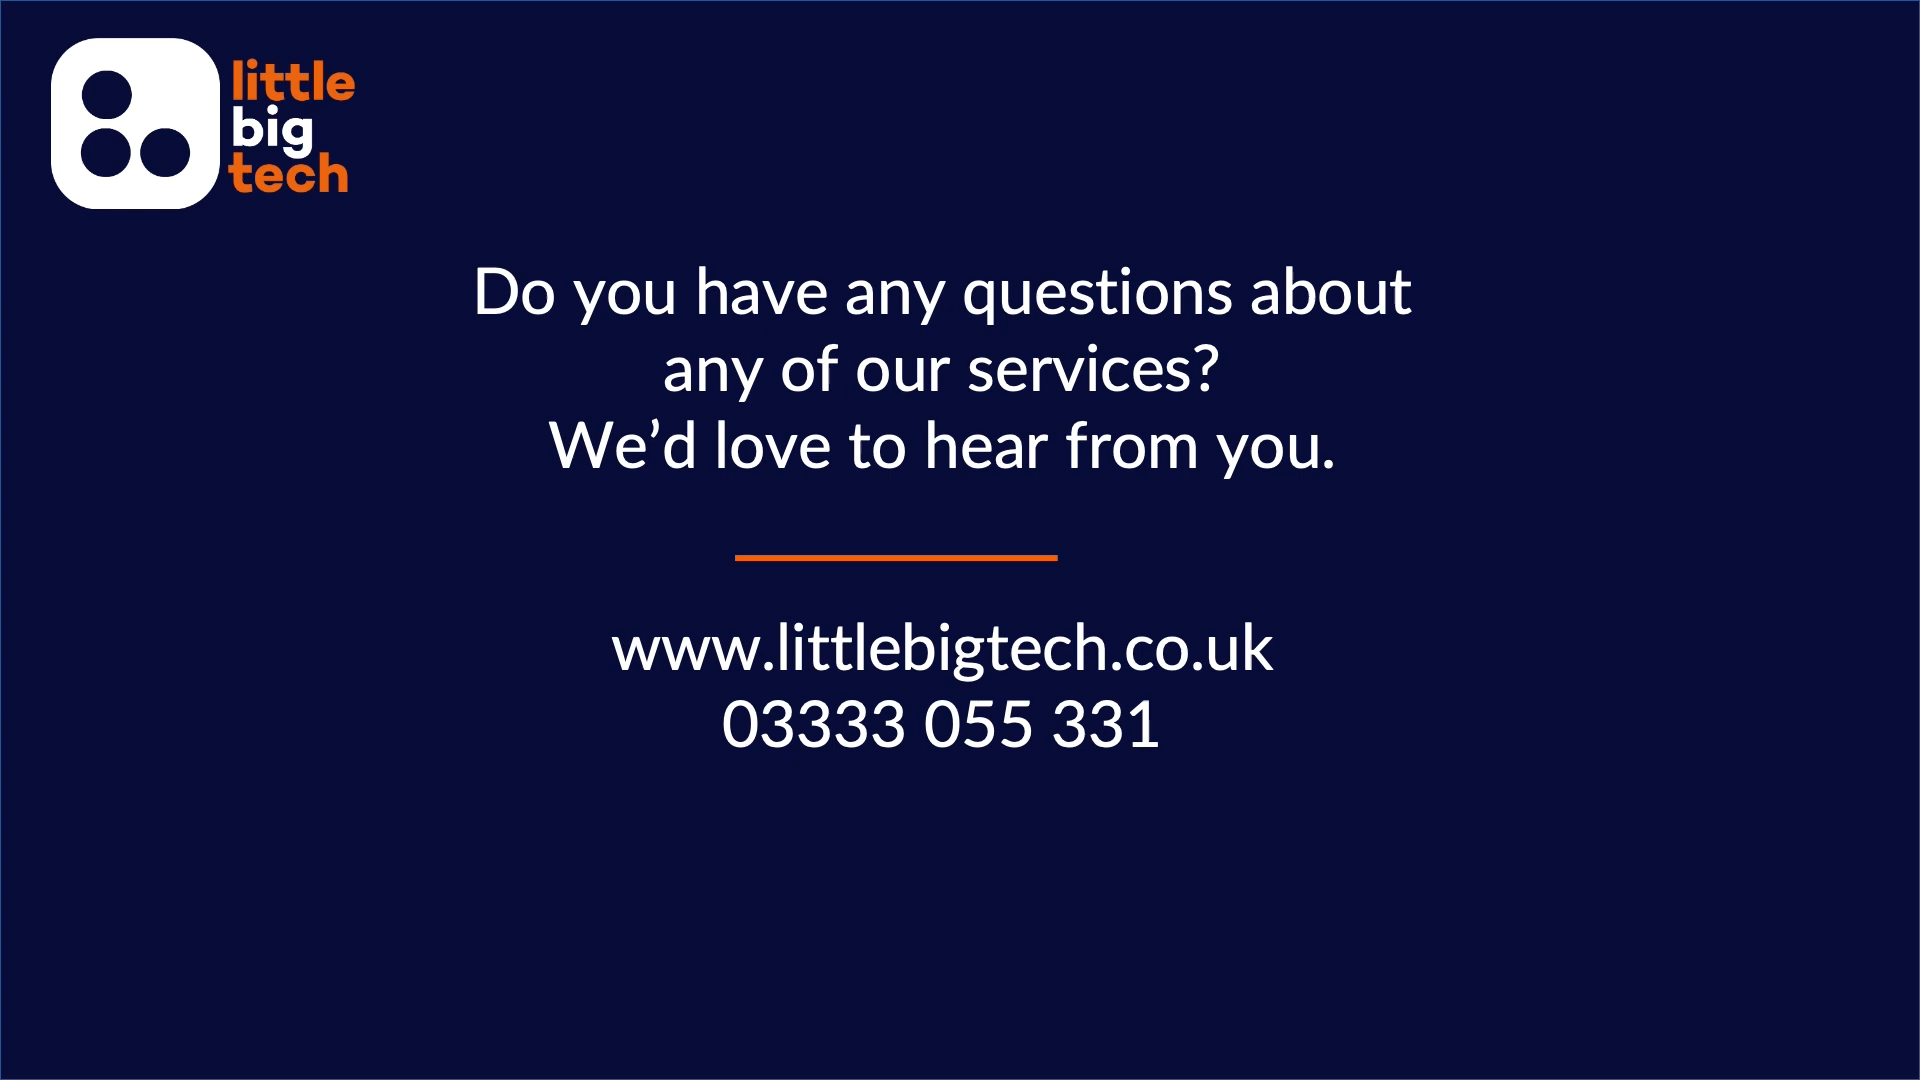 little
big
tech
Do you have any questions about
any of our services?
We’d love to hear from you.
www.littlebigtech.co.uk
03333 055 331